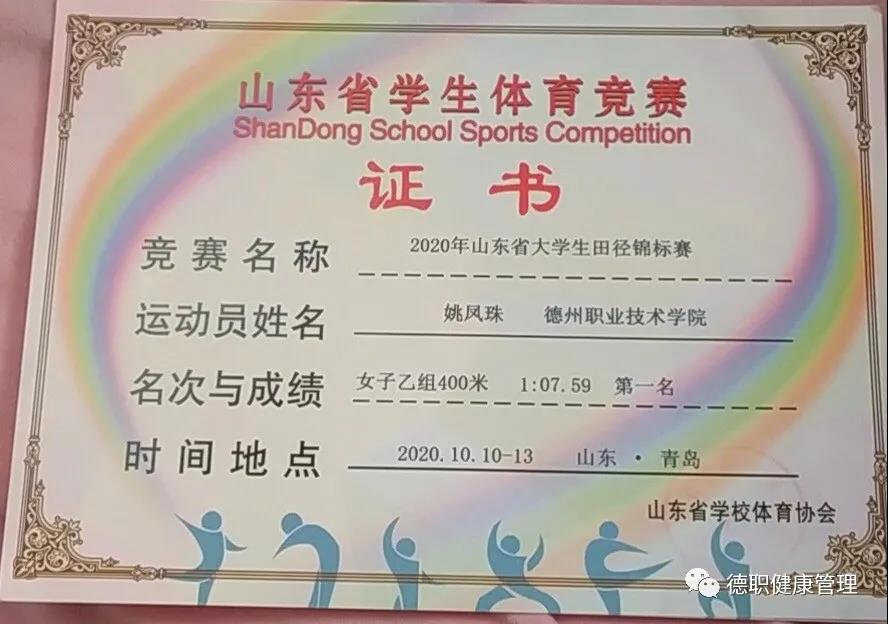 山东省学生体育竞赛
ShanDong School Sports Competition
证 书
竞赛名称 2020年山东省大学生田径锦标赛
运动员姓名 姚凤珠 德州职业技术学院
名次与成绩 女子乙组400米 1:07.59 第一名
时间地点 2020.10.10-13 山东·青岛
山东省学校体育协会
德职健康管理